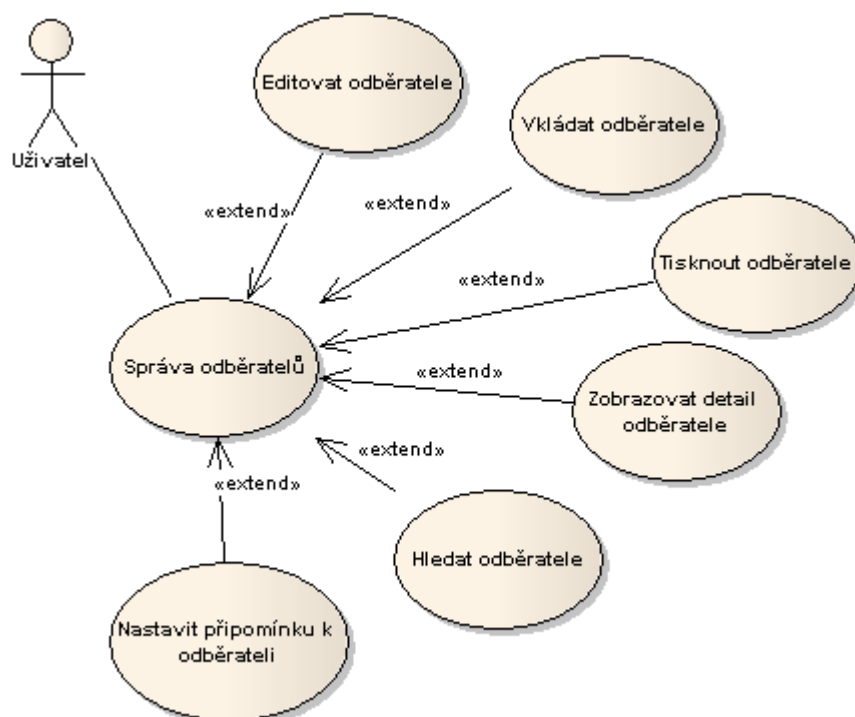 Editovat odběratele
Vkládat odběratele
Uživatel
«extend»
«extend»
Tisknout odběratele
«extend»
Správa odběratelů
«extend»
Zobrazovat detail
odběratele
«extend»
«extend»
Hledat odběratele
Nastavit připomínku k
odběrateli